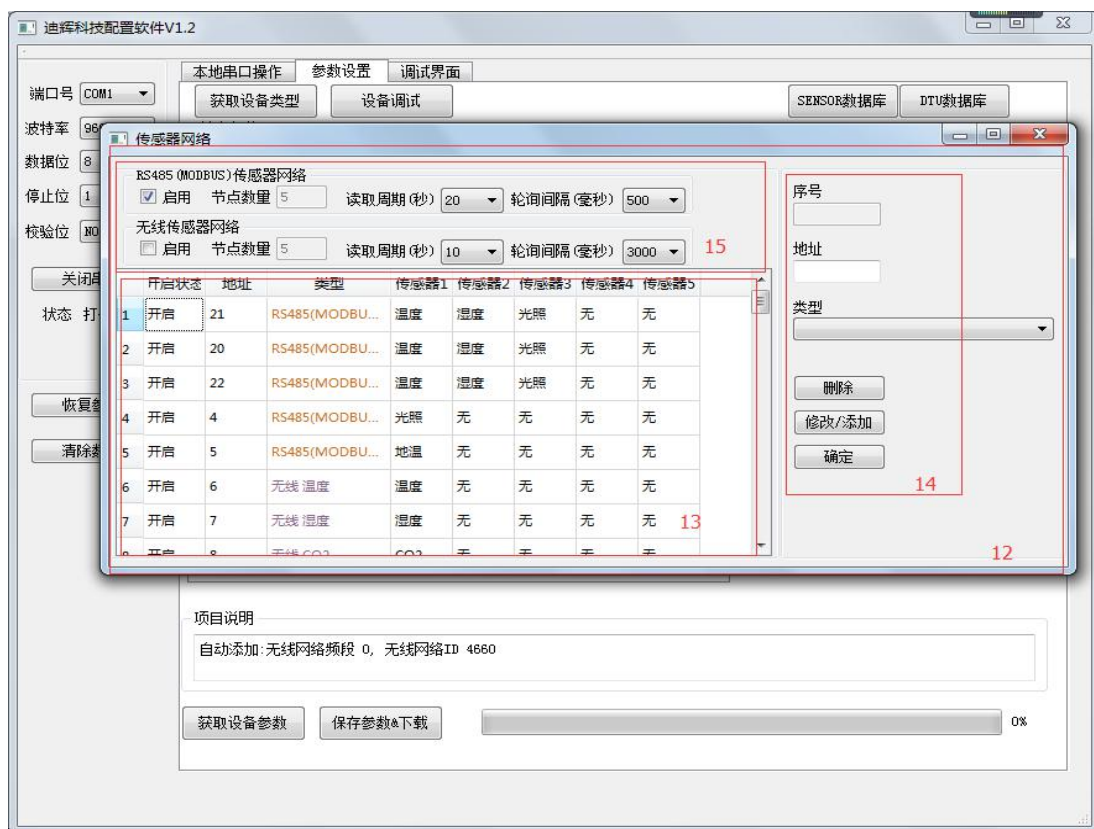 迪辉科技配置软件V1.2
本地串口操作 参数设置 调试界面
端口号 COM1
获取设备类型 设备调试 SENSOR数据库 DTU数据库
波特率
传感器网络
数据位 8
RS485(MODBUS)传感器网络
停止位 1
启用 节点数量 5 读取周期(秒) 20 轮询间隔(毫秒) 500
序号
校验位
无线传感器网络
启用 节点数量 5 读取周期(秒) 10 轮询间隔(毫秒) 3000 15
地址
开启状态 地址 类型 传感器1 传感器2 传感器3 传感器4 传感器5
类型
状态
1 开启 21 RS485(MODBU... 温度 湿度 光照 无 无
2 开启 20 RS485(MODBU... 温度 湿度 光照 无 无
3 开启 22 RS485(MODBU... 温度 湿度 光照 无 无
删除
4 开启 4 RS485(MODBU... 光照 无 无 无 无
修改/添加
5 开启 5 RS485(MODBU... 地温 无 无 无 无
确定
6 开启 6 无线 温度 温度 无 无 无 无
14
7 开启 7 无线 湿度 湿度 无 无 无 无 13
8 开启 8 无线 CO2 CO2 无 无 无 无
12
项目说明
自动添加:无线网络频段 0, 无线网络ID 4660
获取设备参数 保存参数&下载 0%